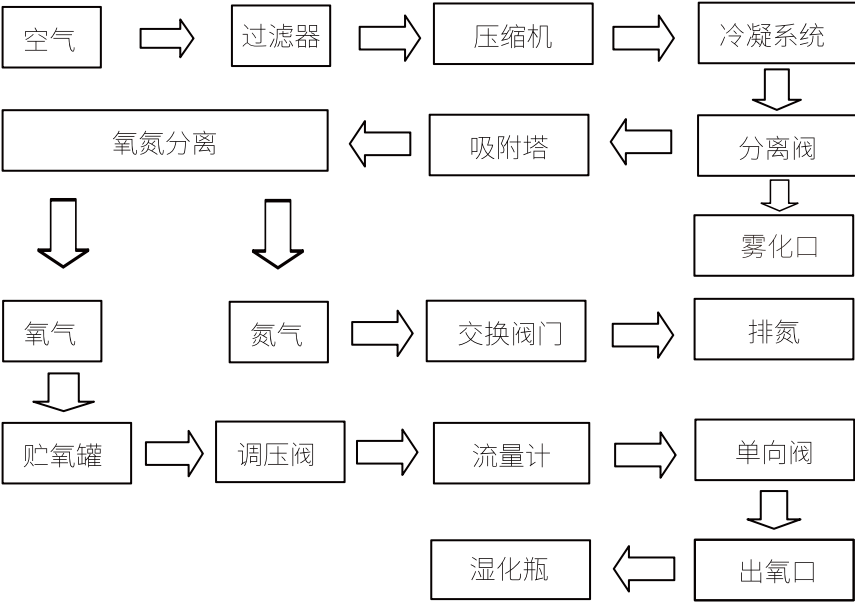 空气
过滤器
压缩机
冷凝系统
氧氮分离
吸附塔
分离阀
雾化口
氧气
氮气
交换阀门
排氮
贮氧罐
调压阀
流量计
单向阀
湿化瓶
出氧口